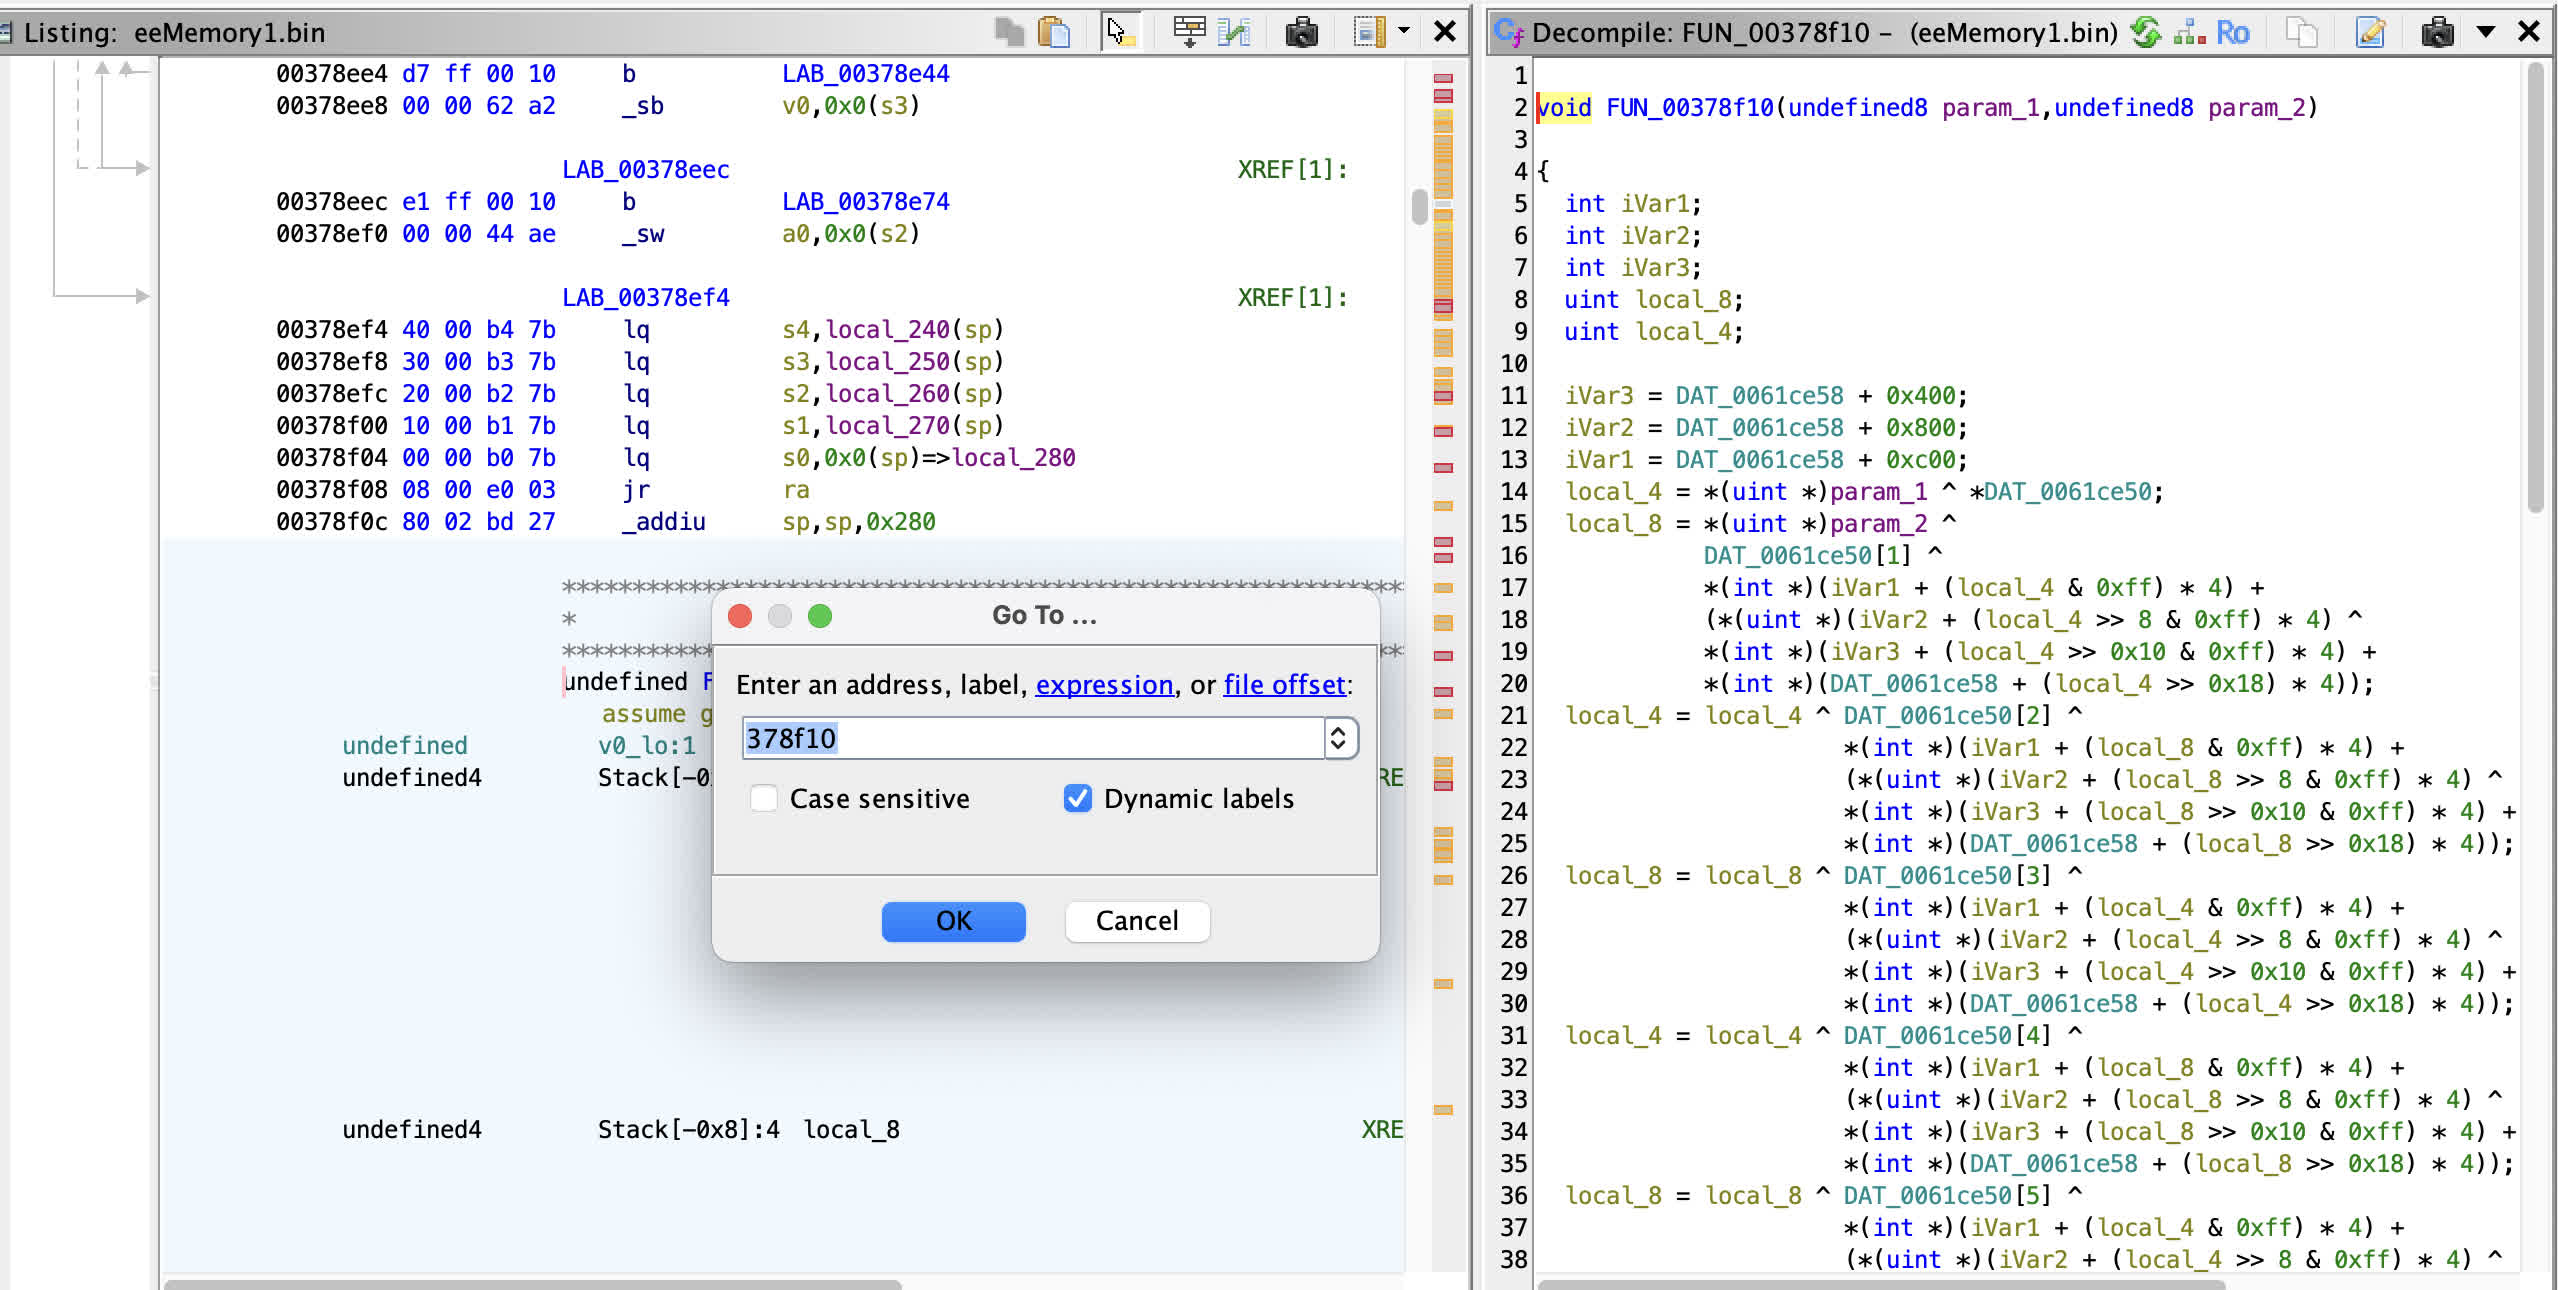 Listing: eeMemory1.bin
00378ee4 d7 ff 00 10 b LAB_00378e44
00378ee8 00 00 62 a2 _sb v0,0x0(s3)
LAB_00378eec XREF[1]:
00378eec e1 ff 00 10 b LAB_00378e74
00378ef0 00 00 44 ae _sw a0,0x0(s2)
LAB_00378ef4 XREF[1]:
00378ef4 40 00 b4 7b lq s4,local_240(sp)
00378ef8 30 00 b3 7b lq s3,local_250(sp)
00378efc 20 00 b2 7b lq s2,local_260(sp)
00378f00 10 00 b1 7b lq s1,local_270(sp)
00378f04 00 00 b0 7b lq s0,0x0(sp)=>local_280
00378f08 08 00 e0 03 jr ra
00378f0c 80 02 bd 27 _addiu sp,sp,0x280
************************************************************
*
undefined F
assume g
undefined v0_lo:1
undefined4 Stack[-0 RE
undefined4 Stack[-0x8]:4 local_8 XRE
Go To ...
Enter an address, label, expression, or file offset:
378f10
Case sensitive Dynamic labels
OK Cancel
Decompile: FUN_00378f10 - (eeMemory1.bin) Ro
1
2 void FUN_00378f10(undefined8 param_1,undefined8 param_2)
3
4 {
5 int iVar1;
6 int iVar2;
7 int iVar3;
8 uint local_8;
9 uint local_4;
10
11 iVar3 = DAT_0061ce58 + 0x400;
12 iVar2 = DAT_0061ce58 + 0x800;
13 iVar1 = DAT_0061ce58 + 0xc00;
14 local_4 = *(uint *)param_1 ^ *DAT_0061ce50;
15 local_8 = *(uint *)param_2 ^
16 DAT_0061ce50[1] ^
17 *(int *)(iVar1 + (local_4 & 0xff) * 4) +
18 (*(uint *)(iVar2 + (local_4 >> 8 & 0xff) * 4) ^
19 *(int *)(iVar3 + (local_4 >> 0x10 & 0xff) * 4) +
20 *(int *)(DAT_0061ce58 + (local_4 >> 0x18) * 4));
21 local_4 = local_4 ^ DAT_0061ce50[2] ^
22 *(int *)(iVar1 + (local_8 & 0xff) * 4) +
23 (*(uint *)(iVar2 + (local_8 >> 8 & 0xff) * 4) ^
24 *(int *)(iVar3 + (local_8 >> 0x10 & 0xff) * 4) +
25 *(int *)(DAT_0061ce58 + (local_8 >> 0x18) * 4));
26 local_8 = local_8 ^ DAT_0061ce50[3] ^
27 *(int *)(iVar1 + (local_4 & 0xff) * 4) +
28 (*(uint *)(iVar2 + (local_4 >> 8 & 0xff) * 4) ^
29 *(int *)(iVar3 + (local_4 >> 0x10 & 0xff) * 4) +
30 *(int *)(DAT_0061ce58 + (local_4 >> 0x18) * 4));
31 local_4 = local_4 ^ DAT_0061ce50[4] ^
32 *(int *)(iVar1 + (local_8 & 0xff) * 4) +
33 (*(uint *)(iVar2 + (local_8 >> 8 & 0xff) * 4) ^
34 *(int *)(iVar3 + (local_8 >> 0x10 & 0xff) * 4) +
35 *(int *)(DAT_0061ce58 + (local_8 >> 0x18) * 4));
36 local_8 = local_8 ^ DAT_0061ce50[5] ^
37 *(int *)(iVar1 + (local_4 & 0xff) * 4) +
38 (*(uint *)(iVar2 + (local_4 >> 8 & 0xff) * 4) ^